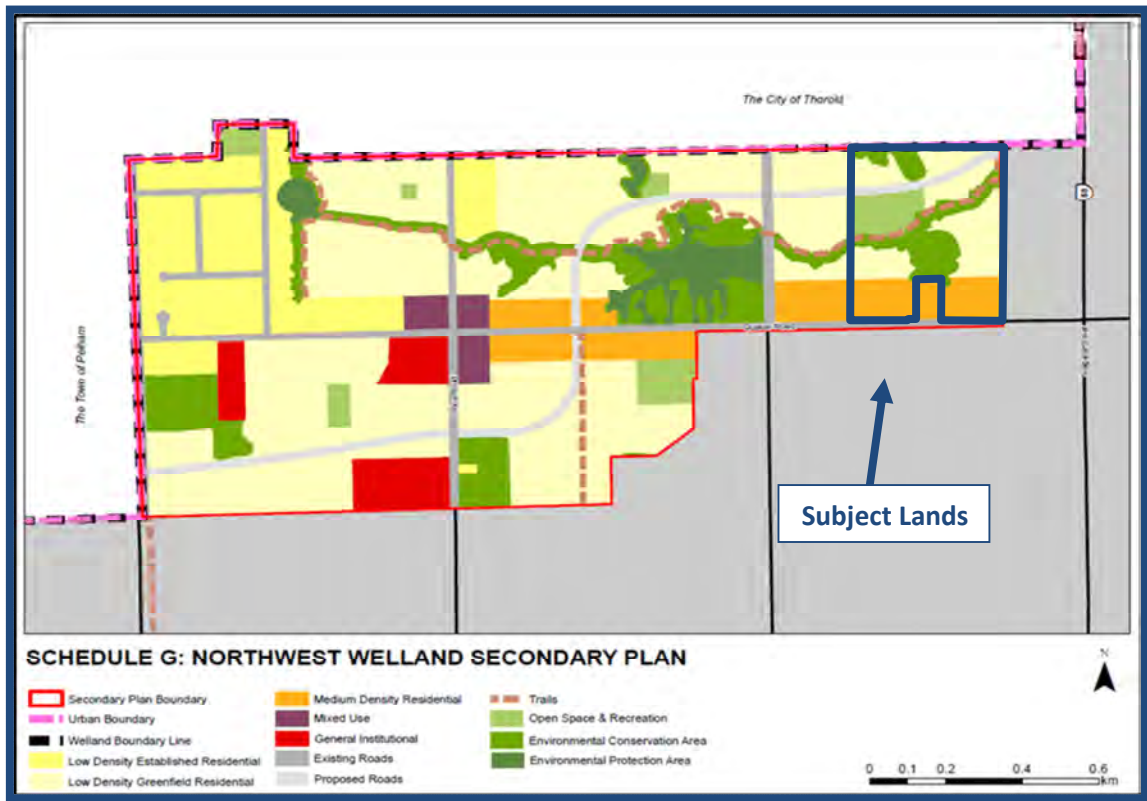 The City of Thorold
The Town of Pelham
Quaker Road
Subject Lands
SCHEDULE G: NORTHWEST WELLAND SECONDARY PLAN
N
Secondary Plan Boundary
Urban Boundary
Welland Boundary Line
Low Density Established Residential
Low Density Greenfield Residential
Medium Density Residential
Mixed Use
General Institutional
Existing Roads
Proposed Roads
Trails
Open Space & Recreation
Environmental Conservation Area
Environmental Protection Area
0 0.1 0.2 0.4 0.6
km